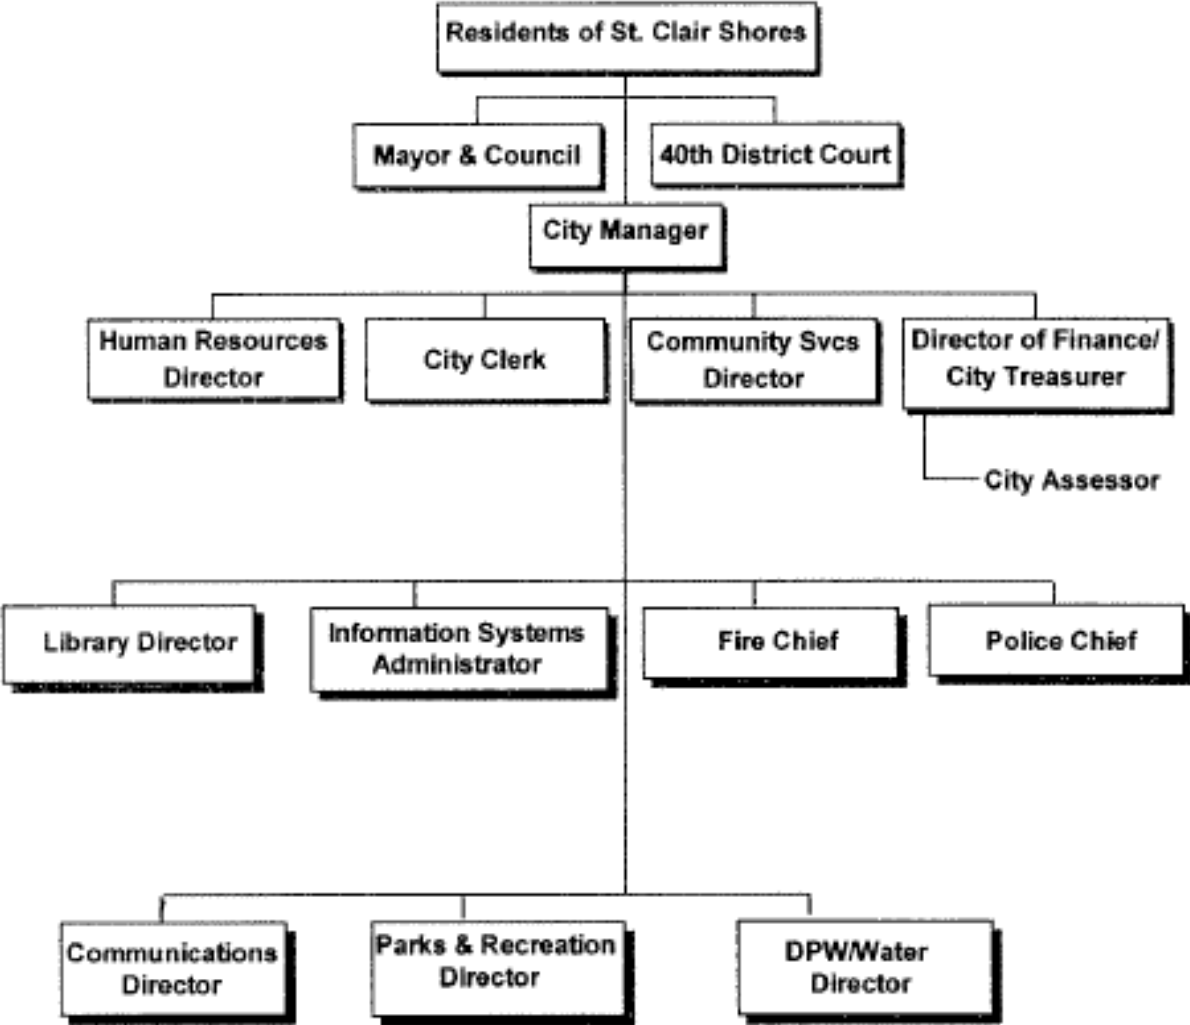 Residents of St. Clair Shores
Mayor & Council
40th District Court
City Manager
Human Resources
Director
City Clerk
Community Svcs
Director
Director of Finance/
City Treasurer
City Assessor
Library Director
Information Systems
Administrator
Fire Chief
Police Chief
Communications
Director
Parks & Recreation
Director
DPW/Water
Director